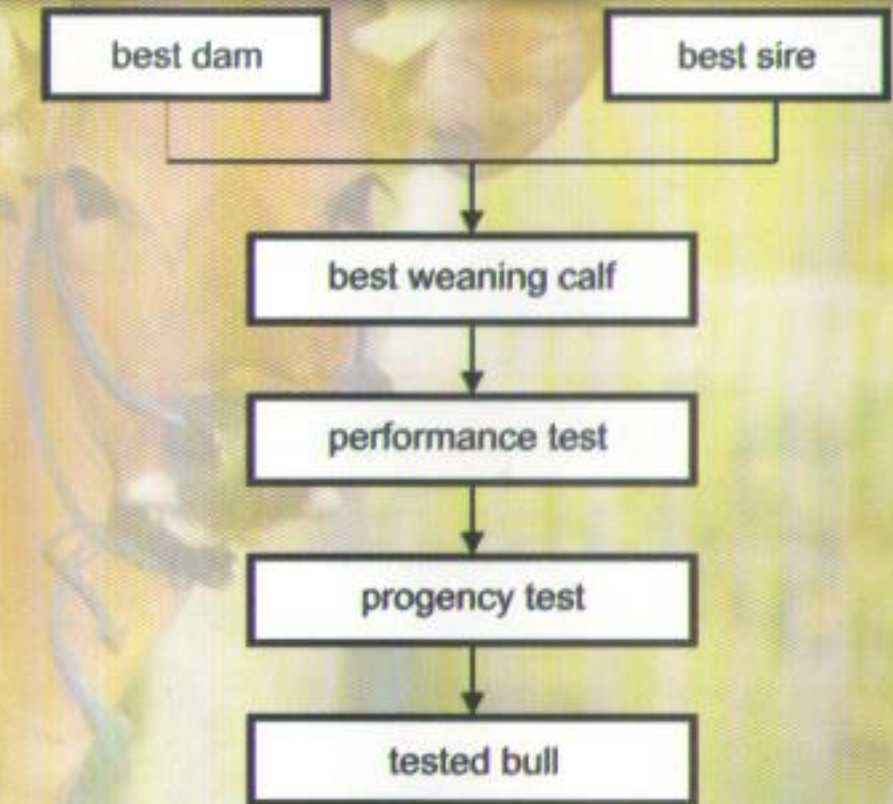 best dam
best sire
best weaning calf
performance test
progency test
tested bull